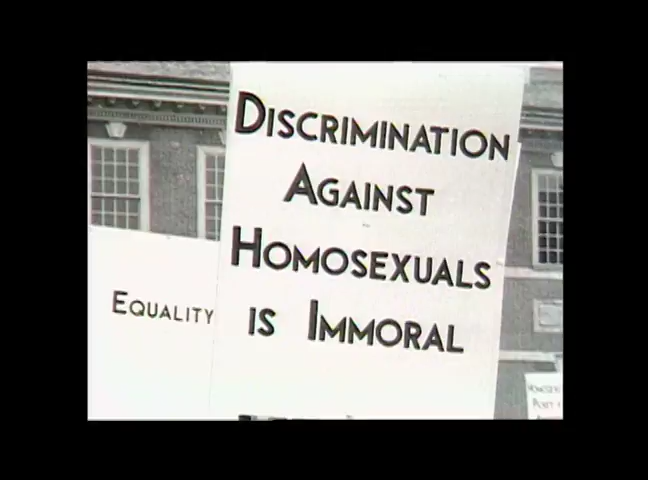 Discrimination
Against
Homosexuals
is Immoral
Equality